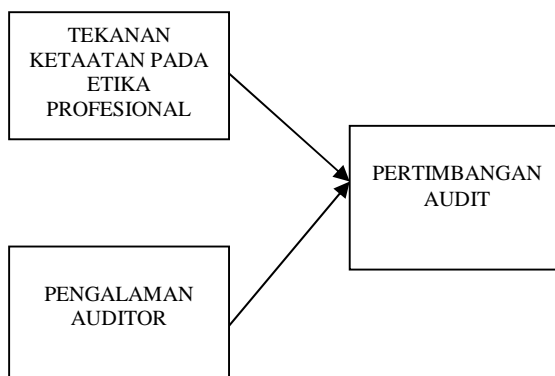 TEKANAN
KETAATAN PADA
ETIKA
PROFESIONAL
PERTIMBANGAN
AUDIT
PENGALAMAN
AUDITOR